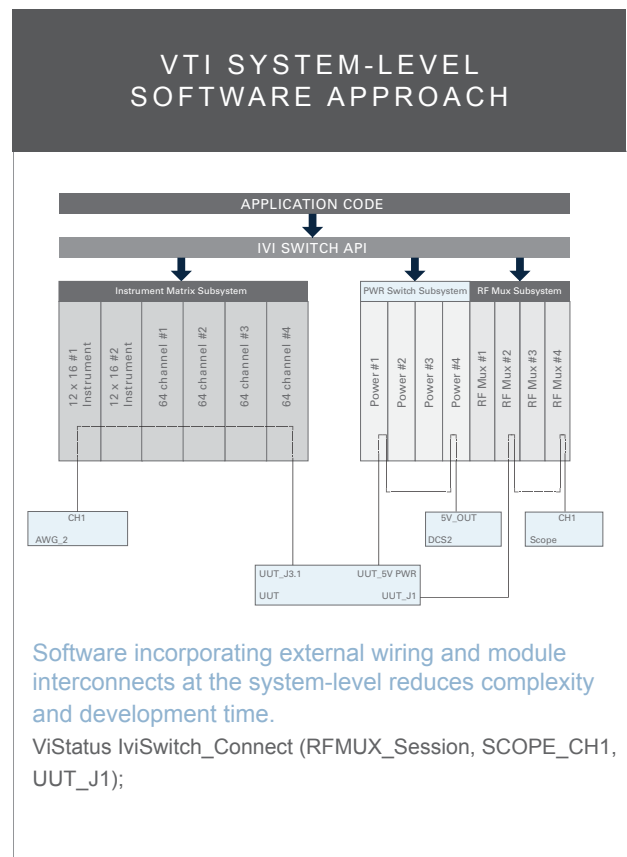 VTI SYSTEM-LEVEL
SOFTWARE APPROACH
APPLICATION CODE
IVI SWITCH API
Instrument Matrix Subsystem
PWR Switch Subsystem
RF Mux Subsystem
12 x 16 #1
Instrument
12 x 16 #2
Instrument
64 channel #1
64 channel #2
64 channel #3
64 channel #4
Power #1
Power #2
Power #3
Power #4
RF Mux #1
RF Mux #2
RF Mux #3
RF Mux #4
CH1
AWG_2
5V_OUT
DCS2
CH1
Scope
UUT_J3.1
UUT_5V PWR
UUT
UUT_J1
Software incorporating external wiring and module
interconnects at the system-level reduces complexity
and development time.
ViStatus IviSwitch_Connect (RFMUX_Session, SCOPE_CH1,
UUT_J1);